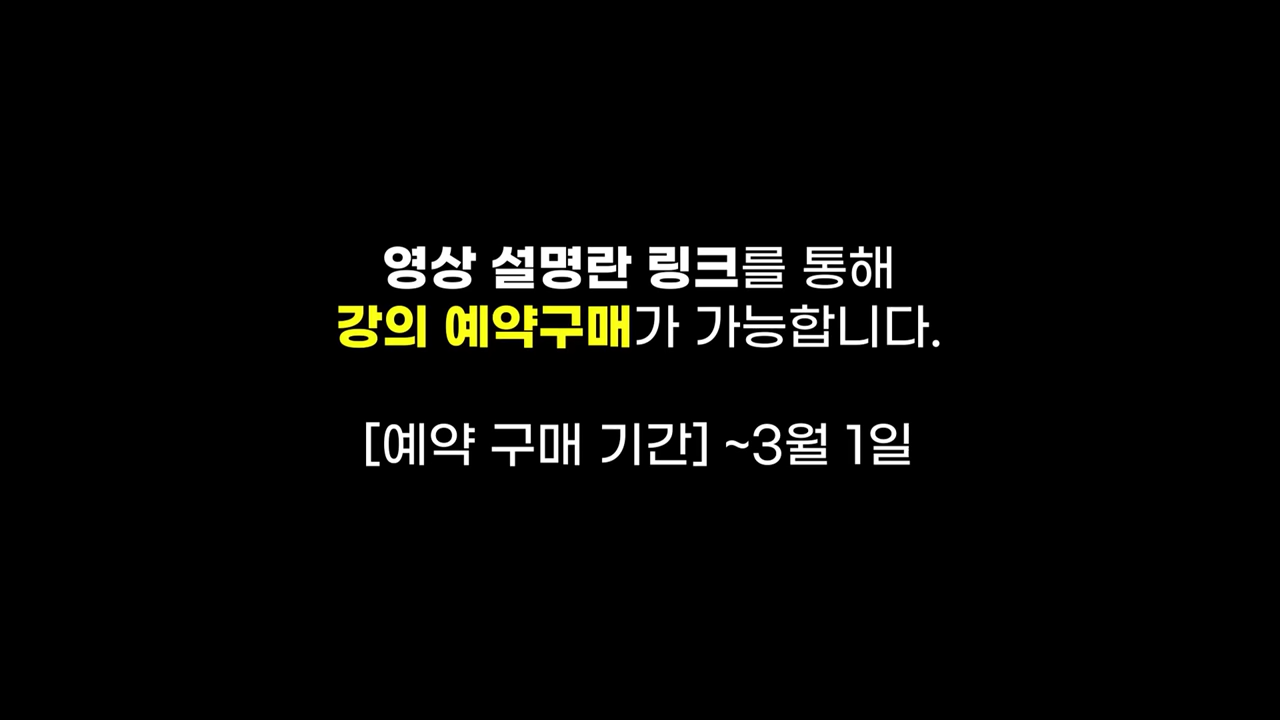 영상 설명란 링크를 통해
강의 예약구매가 가능합니다.
[예약 구매 기간] ~3월 1일